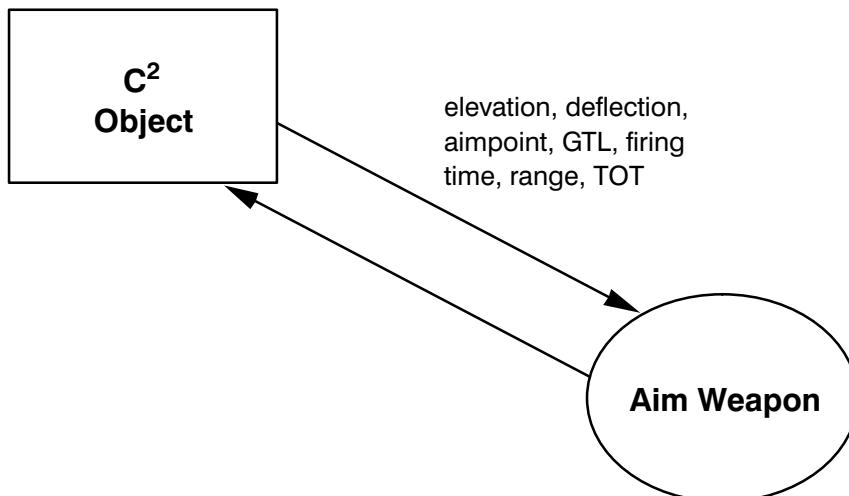 C²
Object
elevation, deflection,
aimpoint, GTL, firing
time, range, TOT
Aim Weapon